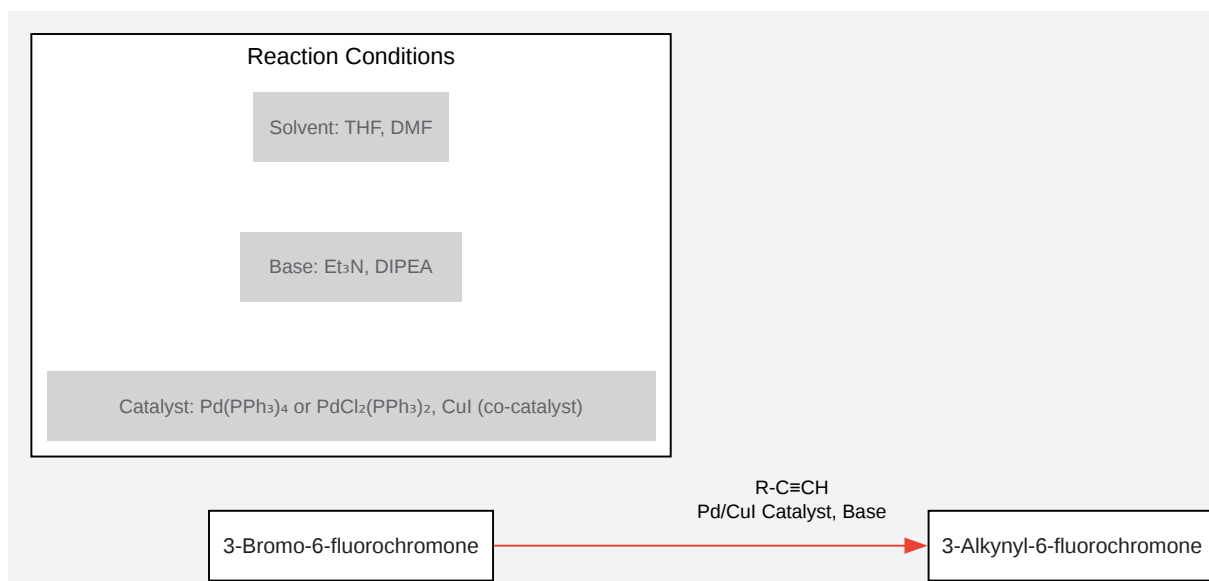 Reaction Conditions
Solvent: THF, DMF
Base: Et₃N, DIPEA
Catalyst: Pd(PPh₃)₄ or PdCl₂(PPh₃)₂, CuI (co-catalyst)
R-C≡CH
Pd/CuI Catalyst, Base
3-Bromo-6-fluorochromone
3-Alkynyl-6-fluorochromone